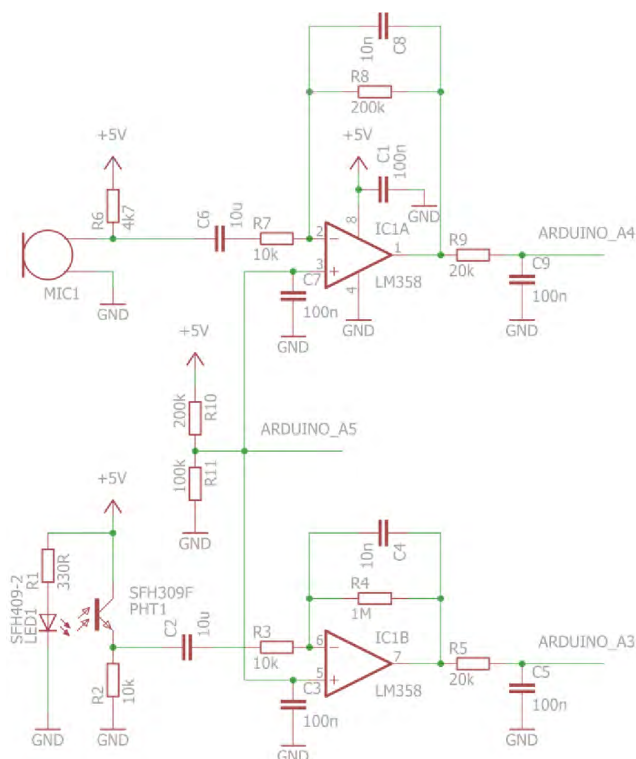 10n
C8
R8
200k
+5V
+5V
C1
100n
GND
R6
4k7
C6
10u
R7
10k
8
IC1A
2
1
3
4
LM358
R9
20k
ARDUINO_A4
C9
100n
GND
MIC1
GND
C7
100n
GND
GND
+5V
200k
R10
ARDUINO_A5
100k
R11
GND
+5V
10n
C4
R4
1M
R1
330R
SFH309F
PHT1
SFH409-2
LED1
C2
10u
R3
10k
6
IC1B
7
5
LM358
R5
20k
ARDUINO_A3
C5
100n
GND
R2
10k
C3
100n
GND
GND
GND